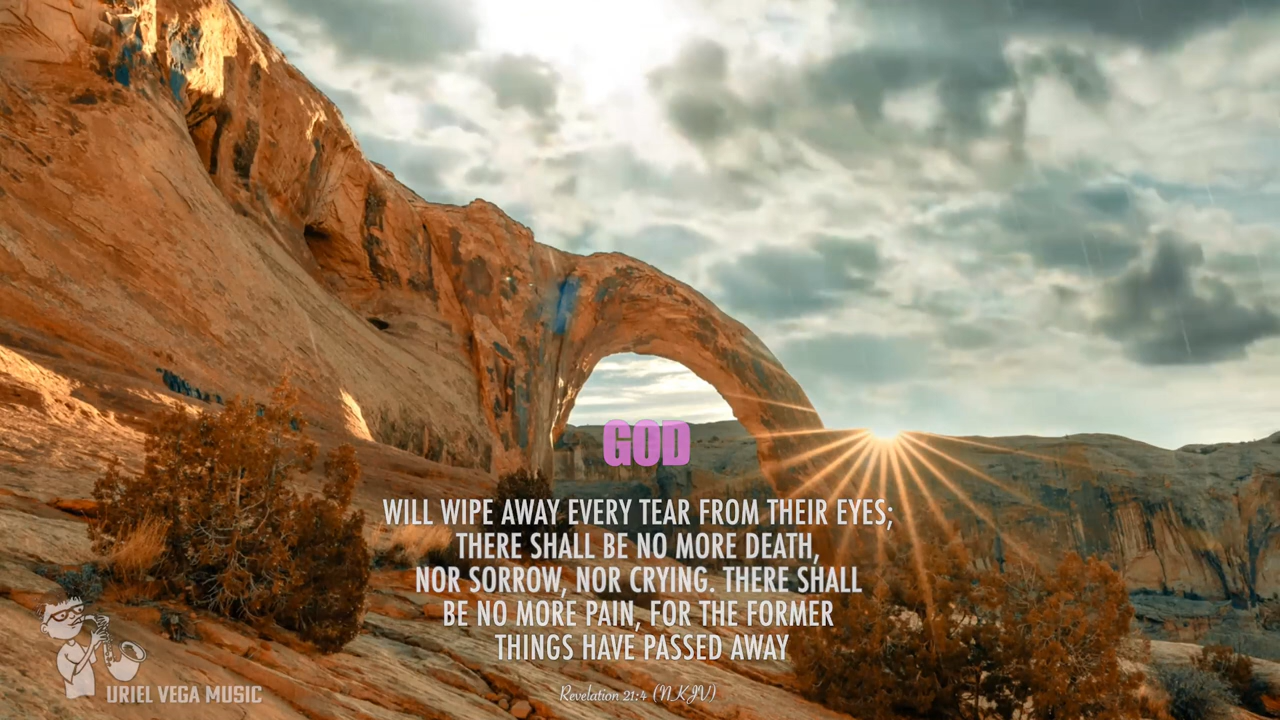 GOD
WILL WIPE AWAY EVERY TEAR FROM THEIR EYES;
THERE SHALL BE NO MORE DEATH,
NOR SORROW, NOR CRYING. THERE SHALL
BE NO MORE PAIN, FOR THE FORMER
THINGS HAVE PASSED AWAY
Revelation 21:4 (NKJV)
URIEL VEGA MUSIC